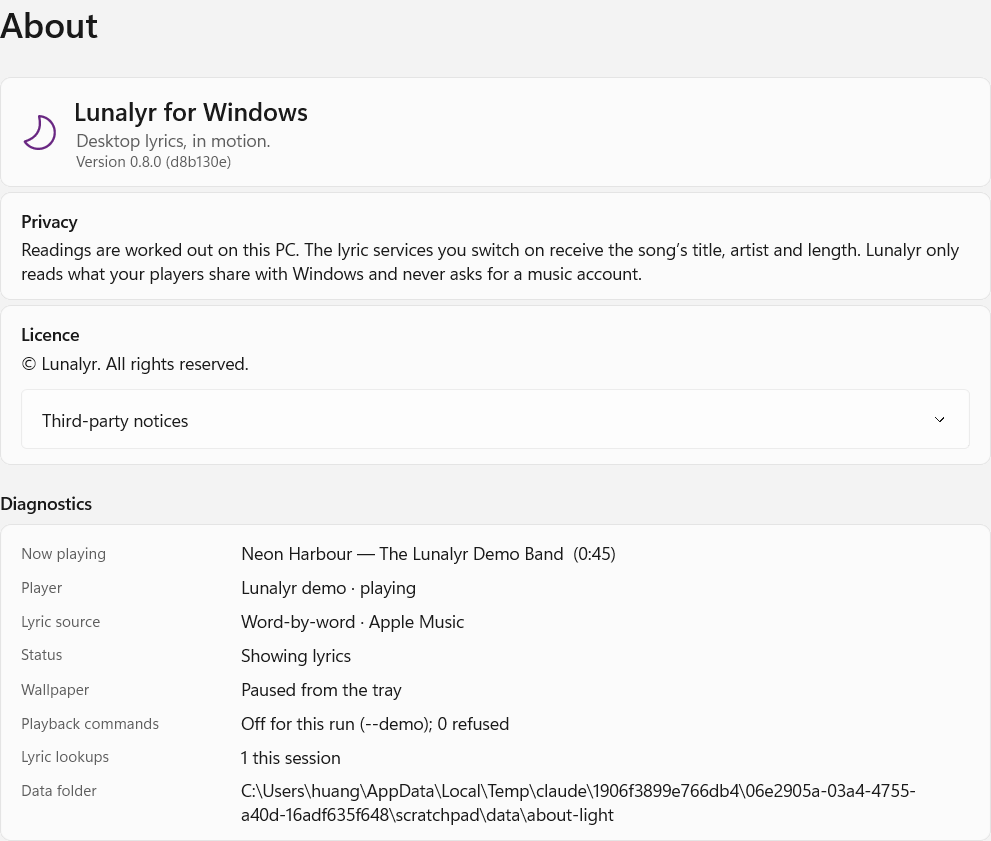 About
Lunalyr for Windows
Desktop lyrics, in motion.
Version 0.8.0 (d8b130e)
Privacy
Readings are worked out on this PC. The lyric services you switch on receive the song’s title, artist and length. Lunalyr only
reads what your players share with Windows and never asks for a music account.
Licence
© Lunalyr. All rights reserved.
Third-party notices
Diagnostics
Now playing Neon Harbour — The Lunalyr Demo Band (0:45)
Player Lunalyr demo · playing
Lyric source Word-by-word · Apple Music
Status Showing lyrics
Wallpaper Paused from the tray
Playback commands Off for this run (--demo); 0 refused
Lyric lookups 1 this session
Data folder C:\Users\huang\AppData\Local\Temp\claude\1906f3899e766db4\06e2905a-03a4-4755-
a40d-16adf635f648\scratchpad\data\about-light